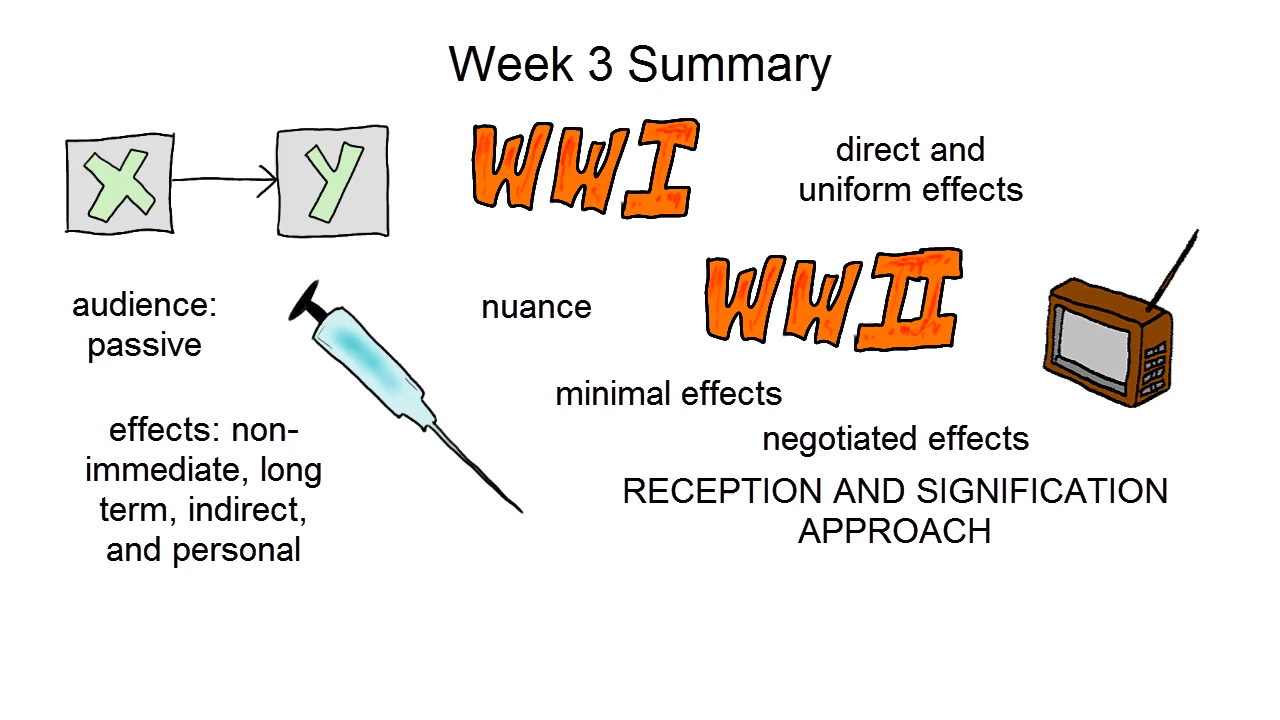 Week 3 Summary
X
Y
WWI
direct and
uniform effects
WWII
audience:
passive
nuance
minimal effects
effects: non-
immediate, long
term, indirect,
and personal
negotiated effects
RECEPTION AND SIGNIFICATION
APPROACH